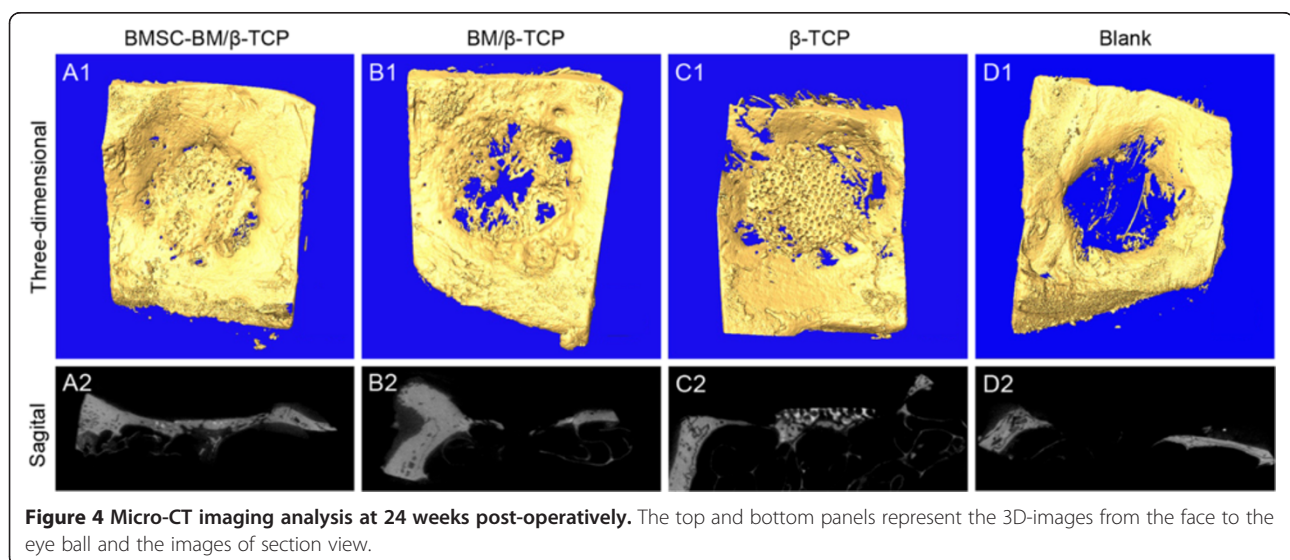 BMSC-BM/β-TCP BM/β-TCP β-TCP Blank
Three-dimensional
A1 B1 C1 D1
Sagital
A2 B2 C2 D2
Figure 4 Micro-CT imaging analysis at 24 weeks post-operatively. The top and bottom panels represent the 3D-images from the face to the
eye ball and the images of section view.